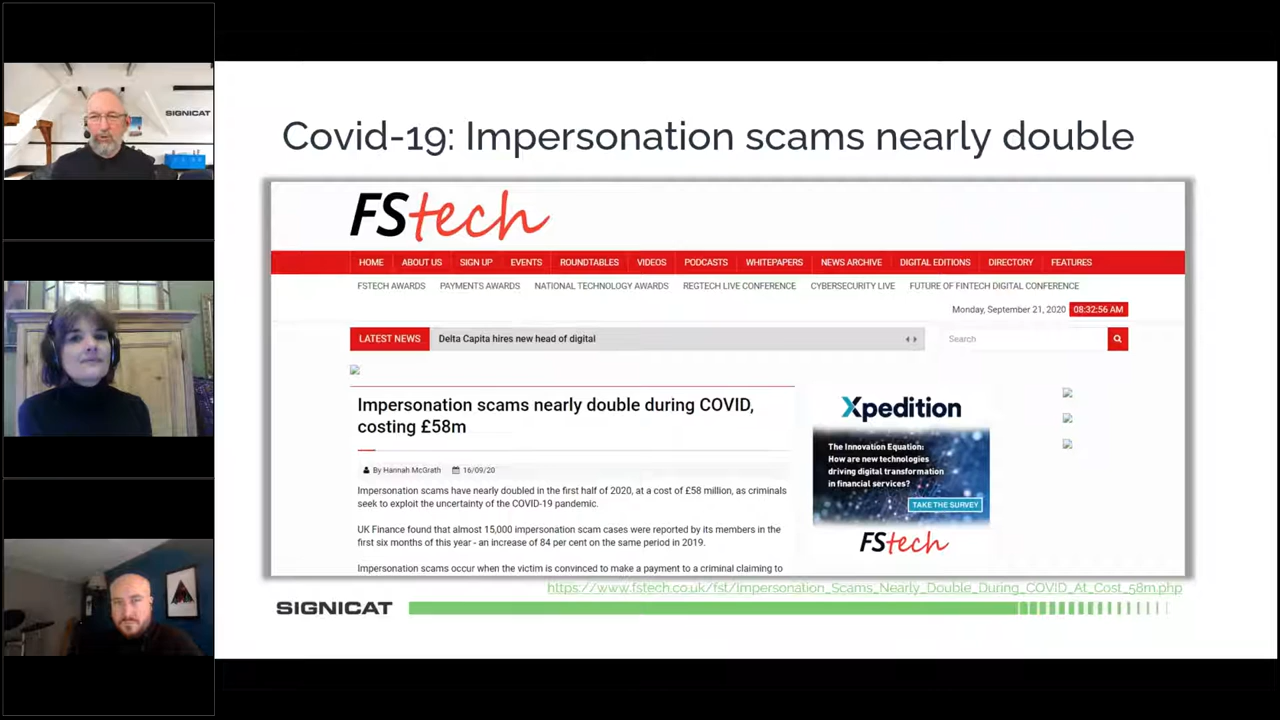 SIGNICAT
Covid-19: Impersonation scams nearly double
FStech
HOME ABOUT US SIGN UP EVENTS ROUNDTABLES VIDEOS PODCASTS WHITEPAPERS NEWS ARCHIVE DIGITAL EDITIONS DIRECTORY FEATURES
FSTECH AWARDS PAYMENTS AWARDS NATIONAL TECHNOLOGY AWARDS REGTECH LIVE CONFERENCE CYBERSECURITY LIVE FUTURE OF FINTECH DIGITAL CONFERENCE
Monday, September 21, 2020 08:32:56 AM
LATEST NEWS Delta Capita hires new head of digital Search
Impersonation scams nearly double during COVID,
costing £58m
By Hannah McGrath 16/09/20
Impersonation scams have nearly doubled in the first half of 2020, at a cost of £58 million, as criminals
seek to exploit the uncertainty of the COVID-19 pandemic.
UK Finance found that almost 15,000 impersonation scam cases were reported by its members in the
first six months of this year - an increase of 84 per cent on the same period in 2019.
Impersonation scams occur when the victim is convinced to make a payment to a criminal claiming to
Xpedition
The Innovation Equation:
How are new technologies
driving digital transformation
in financial services?
TAKE THE SURVEY
FStech
https://www.fstech.co.uk/fst/Impersonation_Scams_Nearly_Double_During_COVID_At_Cost_58m.php
SIGNICAT